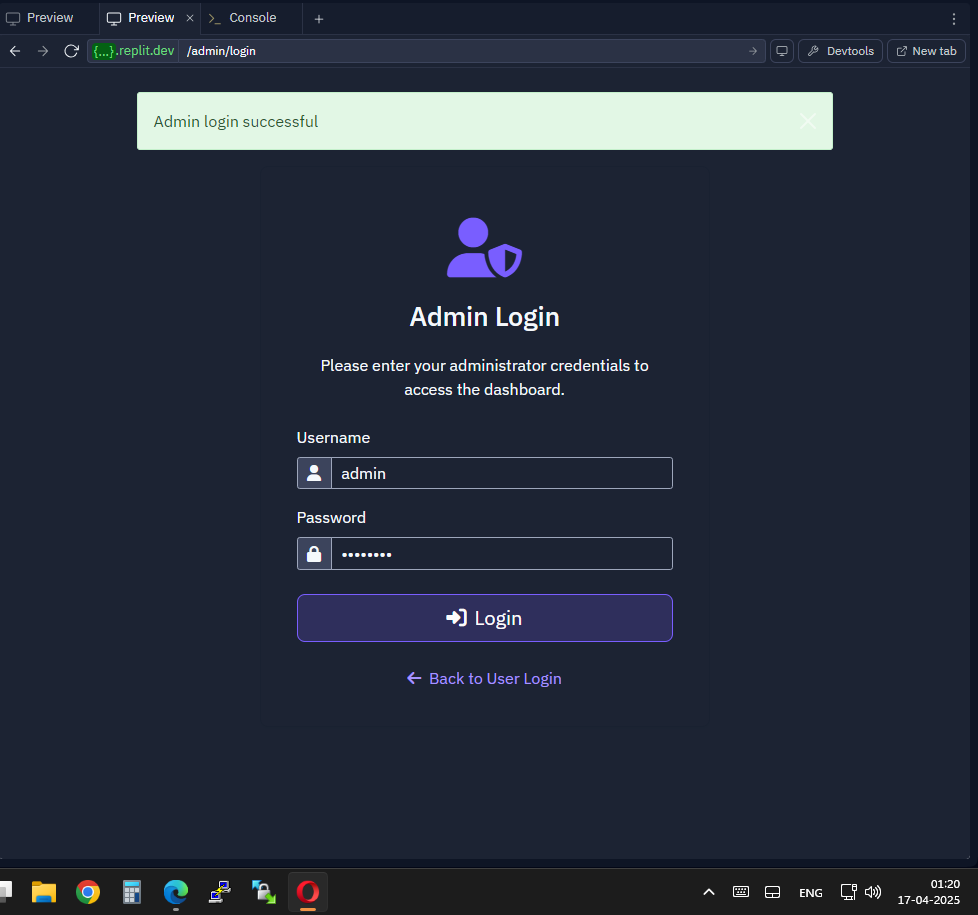 Preview
Preview
Console
{...}.replit.dev /admin/login
Devtools
New tab
Admin login successful
Admin Login
Please enter your administrator credentials to
access the dashboard.
Username
admin
Password
Login
Back to User Login
ENG
01:20
17-04-2025